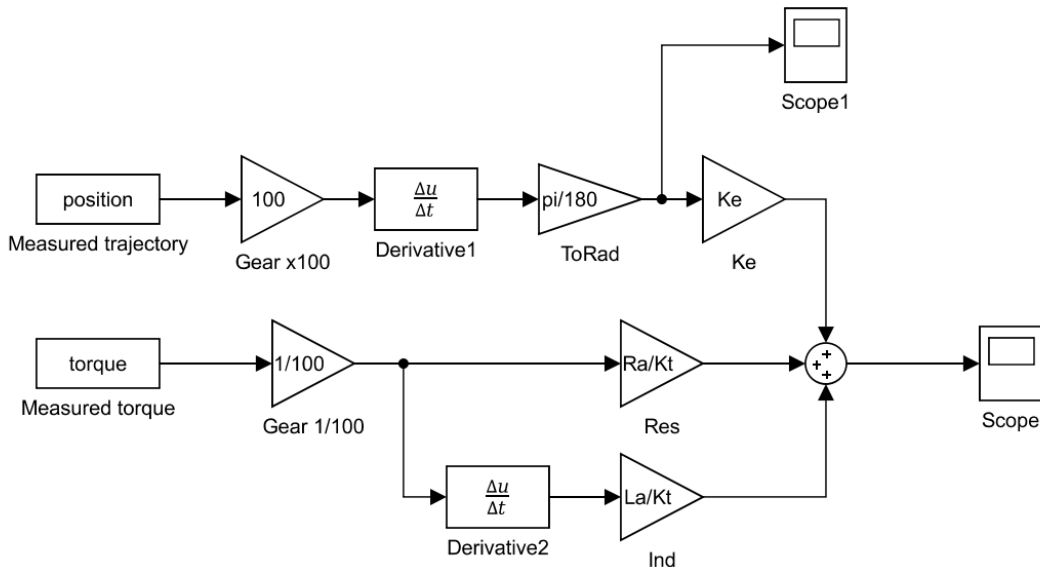 Scope1
position
Measured trajectory
100
Gear x100
Δu
Δt
Derivative1
pi/180
ToRad
Ke
Ke
torque
Measured torque
1/100
Gear 1/100
Ra/Kt
Res
+
+
+
Scope
Δu
Δt
Derivative2
La/Kt
Ind